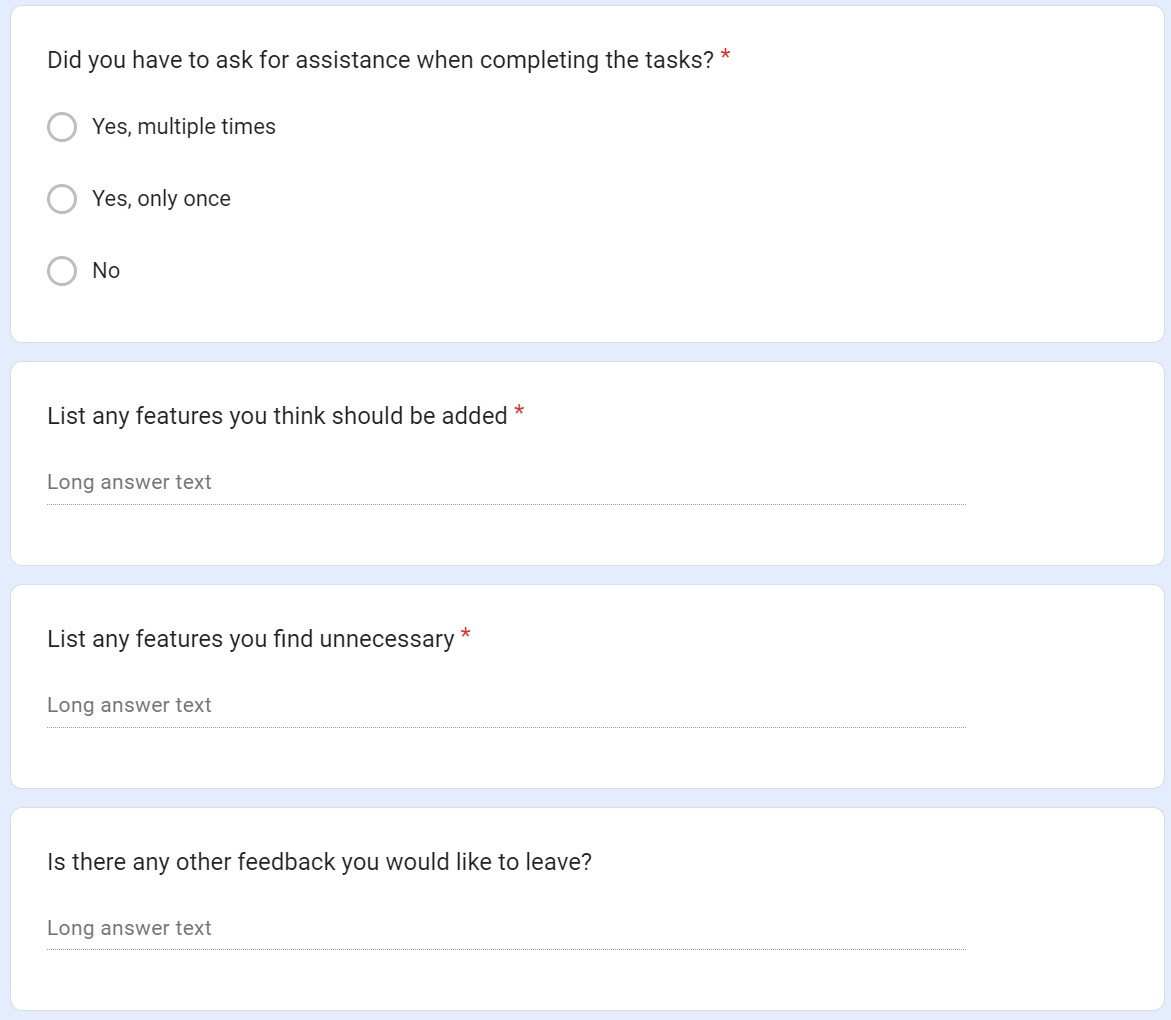 Did you have to ask for assistance when completing the tasks? *
Yes, multiple times
Yes, only once
No
List any features you think should be added *
Long answer text
List any features you find unnecessary *
Long answer text
Is there any other feedback you would like to leave?
Long answer text